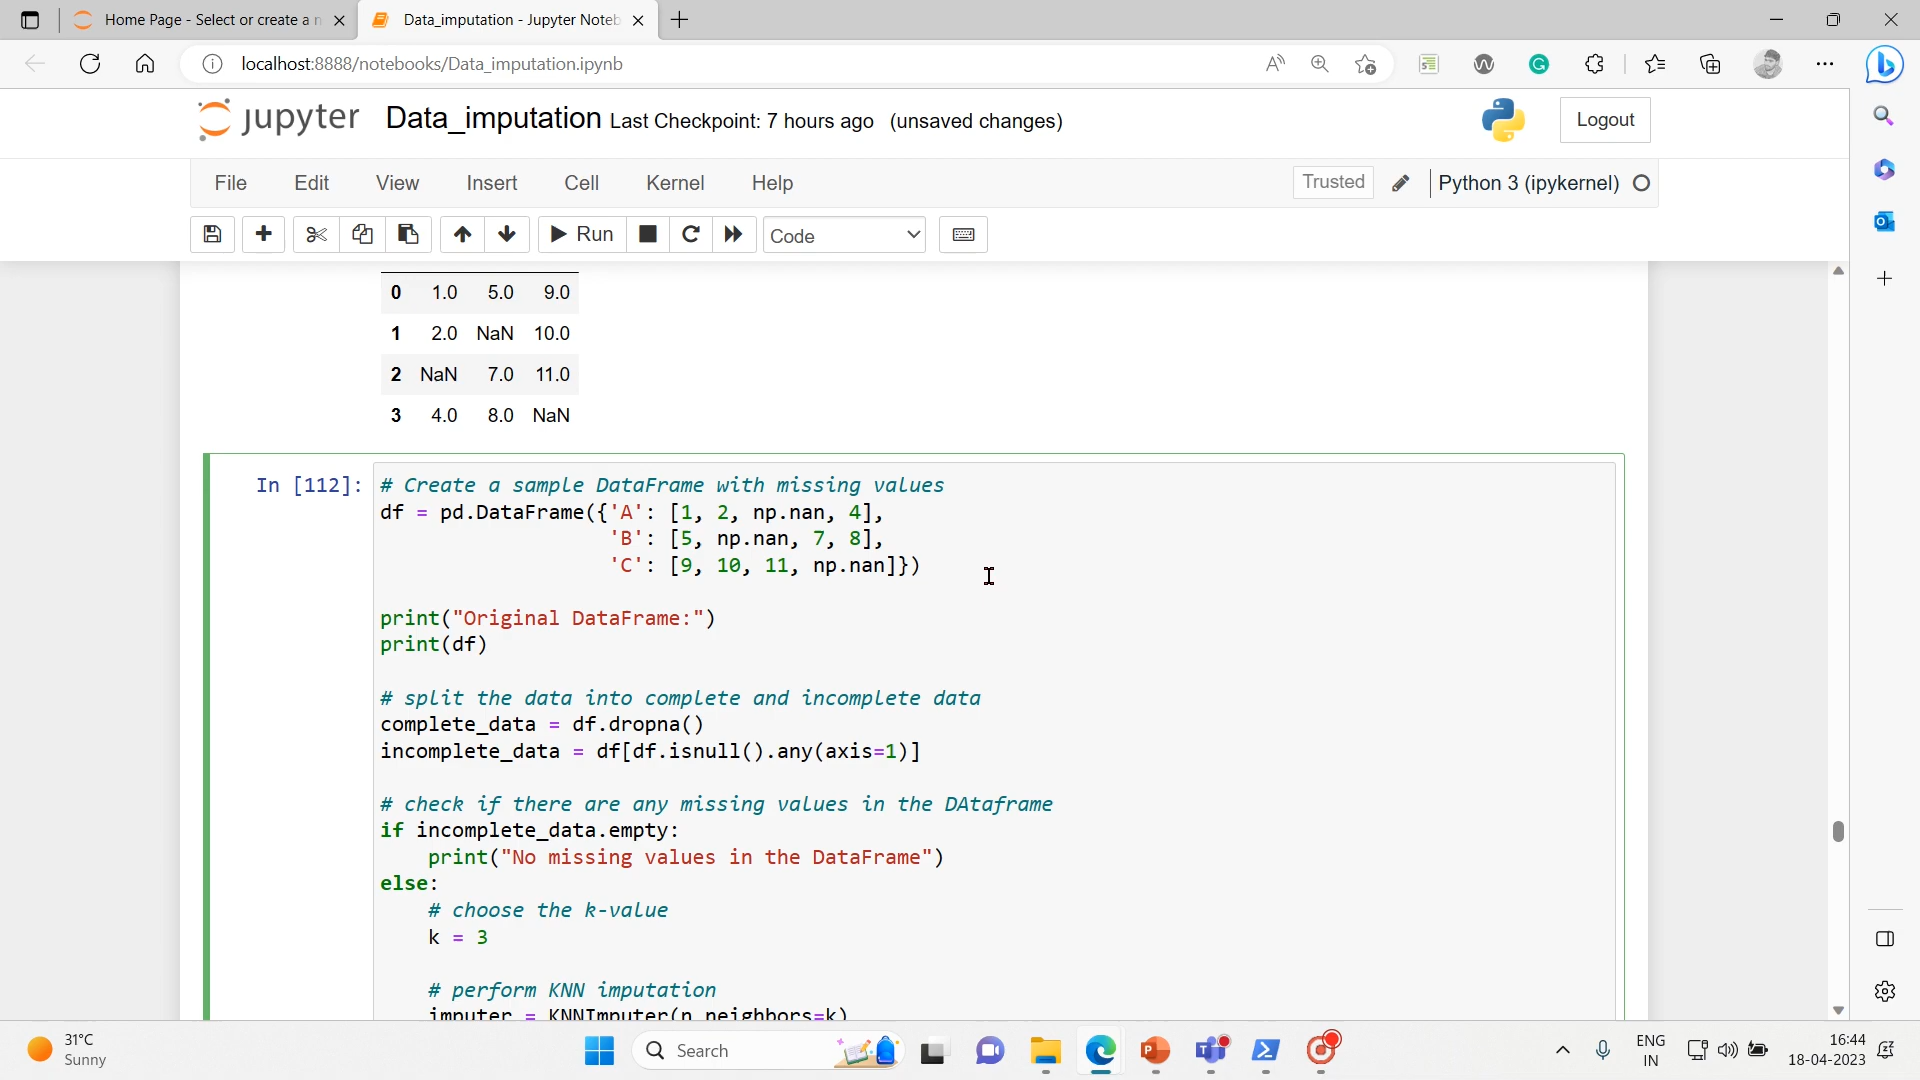 Home Page - Select or create a n
Data_imputation - Jupyter Noteb
localhost:8888/notebooks/Data_imputation.ipynb
jupyter Data_imputation Last Checkpoint: 7 hours ago (unsaved changes)
Logout
File Edit View Insert Cell Kernel Help
Trusted
Python 3 (ipykernel)
Run
Code
0 1.0 5.0 9.0
1 2.0 NaN 10.0
2 NaN 7.0 11.0
3 4.0 8.0 NaN
In [112]: # Create a sample DataFrame with missing values
df = pd.DataFrame({'A': [1, 2, np.nan, 4],
'B': [5, np.nan, 7, 8],
'C': [9, 10, 11, np.nan]})
print("Original DataFrame:")
print(df)
# split the data into complete and incomplete data
complete_data = df.dropna()
incomplete_data = df[df.isnull().any(axis=1)]
# check if there are any missing values in the DAtaframe
if incomplete_data.empty:
print("No missing values in the DataFrame")
else:
# choose the k-value
k = 3
# perform KNN imputation
imputer = KNNImputer(n_neighbors=k)
31°C
Sunny
Search
ENG
IN
16:44
18-04-2023